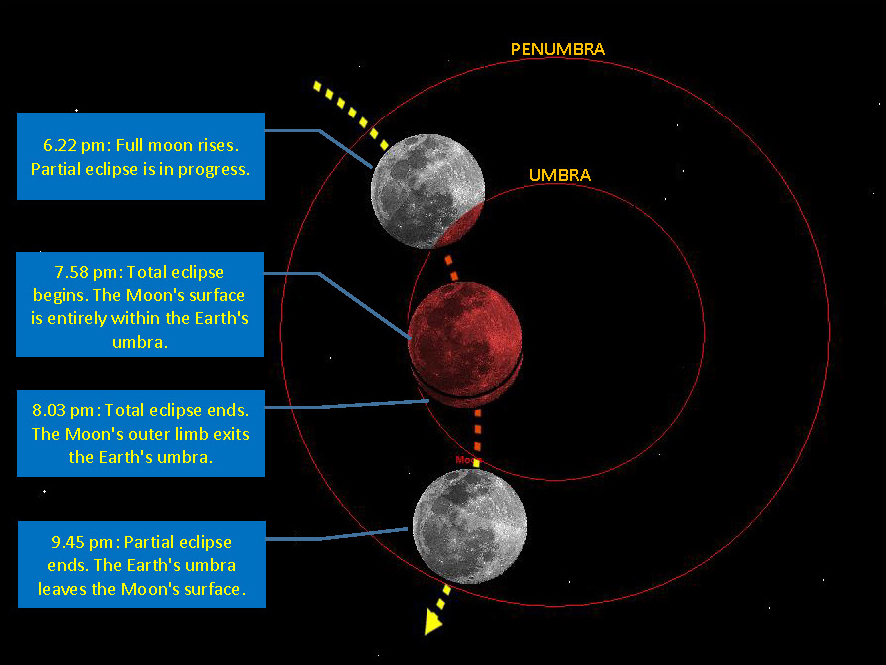 PENUMBRA
6.22 pm: Full moon rises.
Partial eclipse is in progress.
UMBRA
7.58 pm: Total eclipse
begins. The Moon's surface
is entirely within the Earth's
umbra.
8.03 pm: Total eclipse ends.
The Moon's outer limb exits
the Earth's umbra.
Moon
9.45 pm: Partial eclipse
ends. The Earth's umbra
leaves the Moon's surface.